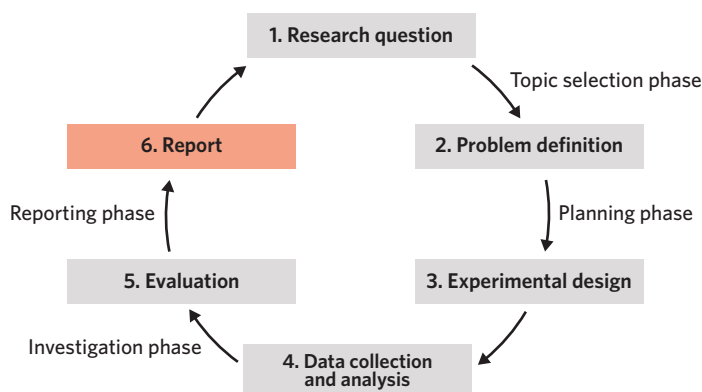 1. Research question
Topic selection phase
6. Report
2. Problem definition
Reporting phase
Planning phase
5. Evaluation
3. Experimental design
Investigation phase
4. Data collection
and analysis